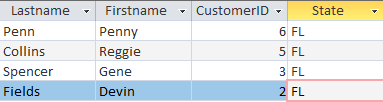 Lastname Firstname CustomerID State
Penn Penny 6 FL
Collins Reggie 5 FL
Spencer Gene 3 FL
Fields Devin 2 FL